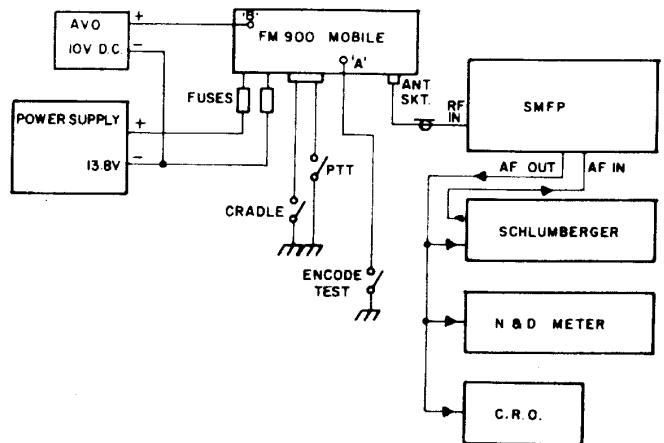 AVO
10V D.C.
+
−
'B'
FM 900 MOBILE
'A'
ANT.
SKT.
FUSES
POWER SUPPLY
13.8V
+
−
RF
IN
SMFP
AF OUT
AF IN
PTT
CRADLE
ENCODE
TEST
SCHLUMBERGER
N & D METER
C.R.O.